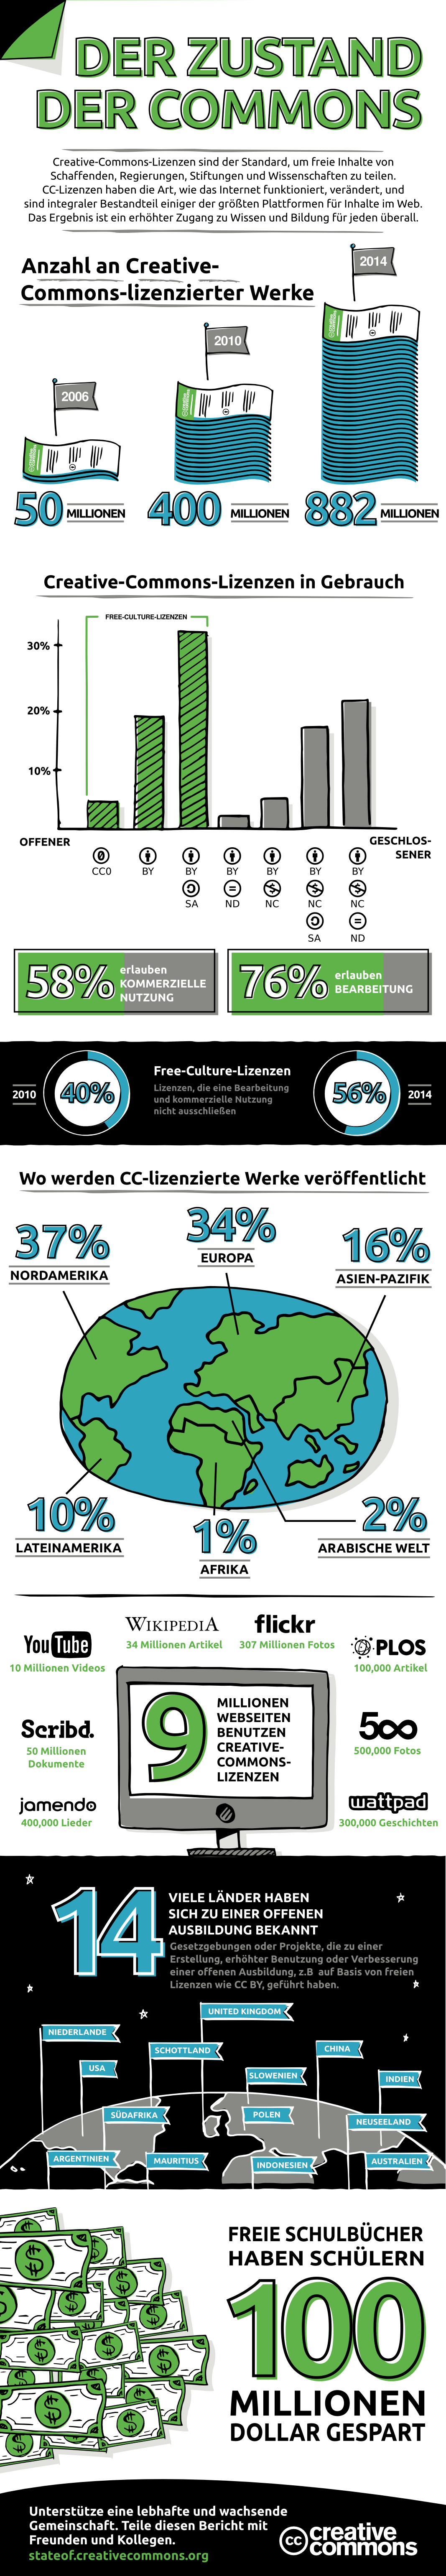 DER ZUSTAND
DER COMMONS
Creative-Commons-Lizenzen sind der Standard, um freie Inhalte von
Schaffenden, Regierungen, Stiftungen und Wissenschaften zu teilen.
CC-Lizenzen haben die Art, wie das Internet funktioniert, verändert, und
sind integraler Bestandteil einiger der größten Plattformen für Inhalte im Web.
Das Ergebnis ist ein erhöhter Zugang zu Wissen und Bildung für jeden überall.
Anzahl an Creative-
Commons-lizenzierter Werke
2006
2010
2014
50 MILLIONEN
400 MILLIONEN
882 MILLIONEN
Creative-Commons-Lizenzen in Gebrauch
FREE-CULTURE-LIZENZEN
30%
20%
10%
OFFENER
GESCHLOS-
SENER
CC0 BY BY BY BY BY BY
SA ND NC NC NC
SA ND
58% erlauben
KOMMERZIELLE
NUTZUNG
76% erlauben
BEARBEITUNG
2010 40%
Free-Culture-Lizenzen
Lizenzen, die eine Bearbeitung
und kommerzielle Nutzung
nicht ausschließen
56% 2014
Wo werden CC-lizenzierte Werke veröffentlicht
37%
NORDAMERIKA
34%
EUROPA
16%
ASIEN-PAZIFIK
10%
LATEINAMERIKA
1%
AFRIKA
2%
ARABISCHE WELT
YouTube
10 Millionen Videos
WIKIPEDIA
34 Millionen Artikel
flickr
307 Millionen Fotos
PLOS
100,000 Artikel
Scribd.
50 Millionen
Dokumente
9
MILLIONEN
WEBSEITEN
BENUTZEN
CREATIVE-
COMMONS-
LIZENZEN
500
500,000 Fotos
jamendo
400,000 Lieder
wattpad
300,000 Geschichten
14
VIELE LÄNDER HABEN
SICH ZU EINER OFFENEN
AUSBILDUNG BEKANNT
Gesetzgebungen oder Projekte, die zu einer
Erstellung, erhöhter Benutzung oder Verbesserung
einer offenen Ausbildung, z.B auf Basis von freien
Lizenzen wie CC BY, geführt haben.
UNITED KINGDOM
NIEDERLANDE
SCHOTTLAND
CHINA
USA
SLOWENIEN
INDIEN
SÜDAFRIKA
POLEN
NEUSEELAND
ARGENTINIEN
MAURITIUS
INDONESIEN
AUSTRALIEN
FREIE SCHULBÜCHER
HABEN SCHÜLERN
100
MILLIONEN
DOLLAR GESPART
Unterstütze eine lebhafte und wachsende
Gemeinschaft. Teile diesen Bericht mit
Freunden und Kollegen.
stateof.creativecommons.org
cc creative
commons